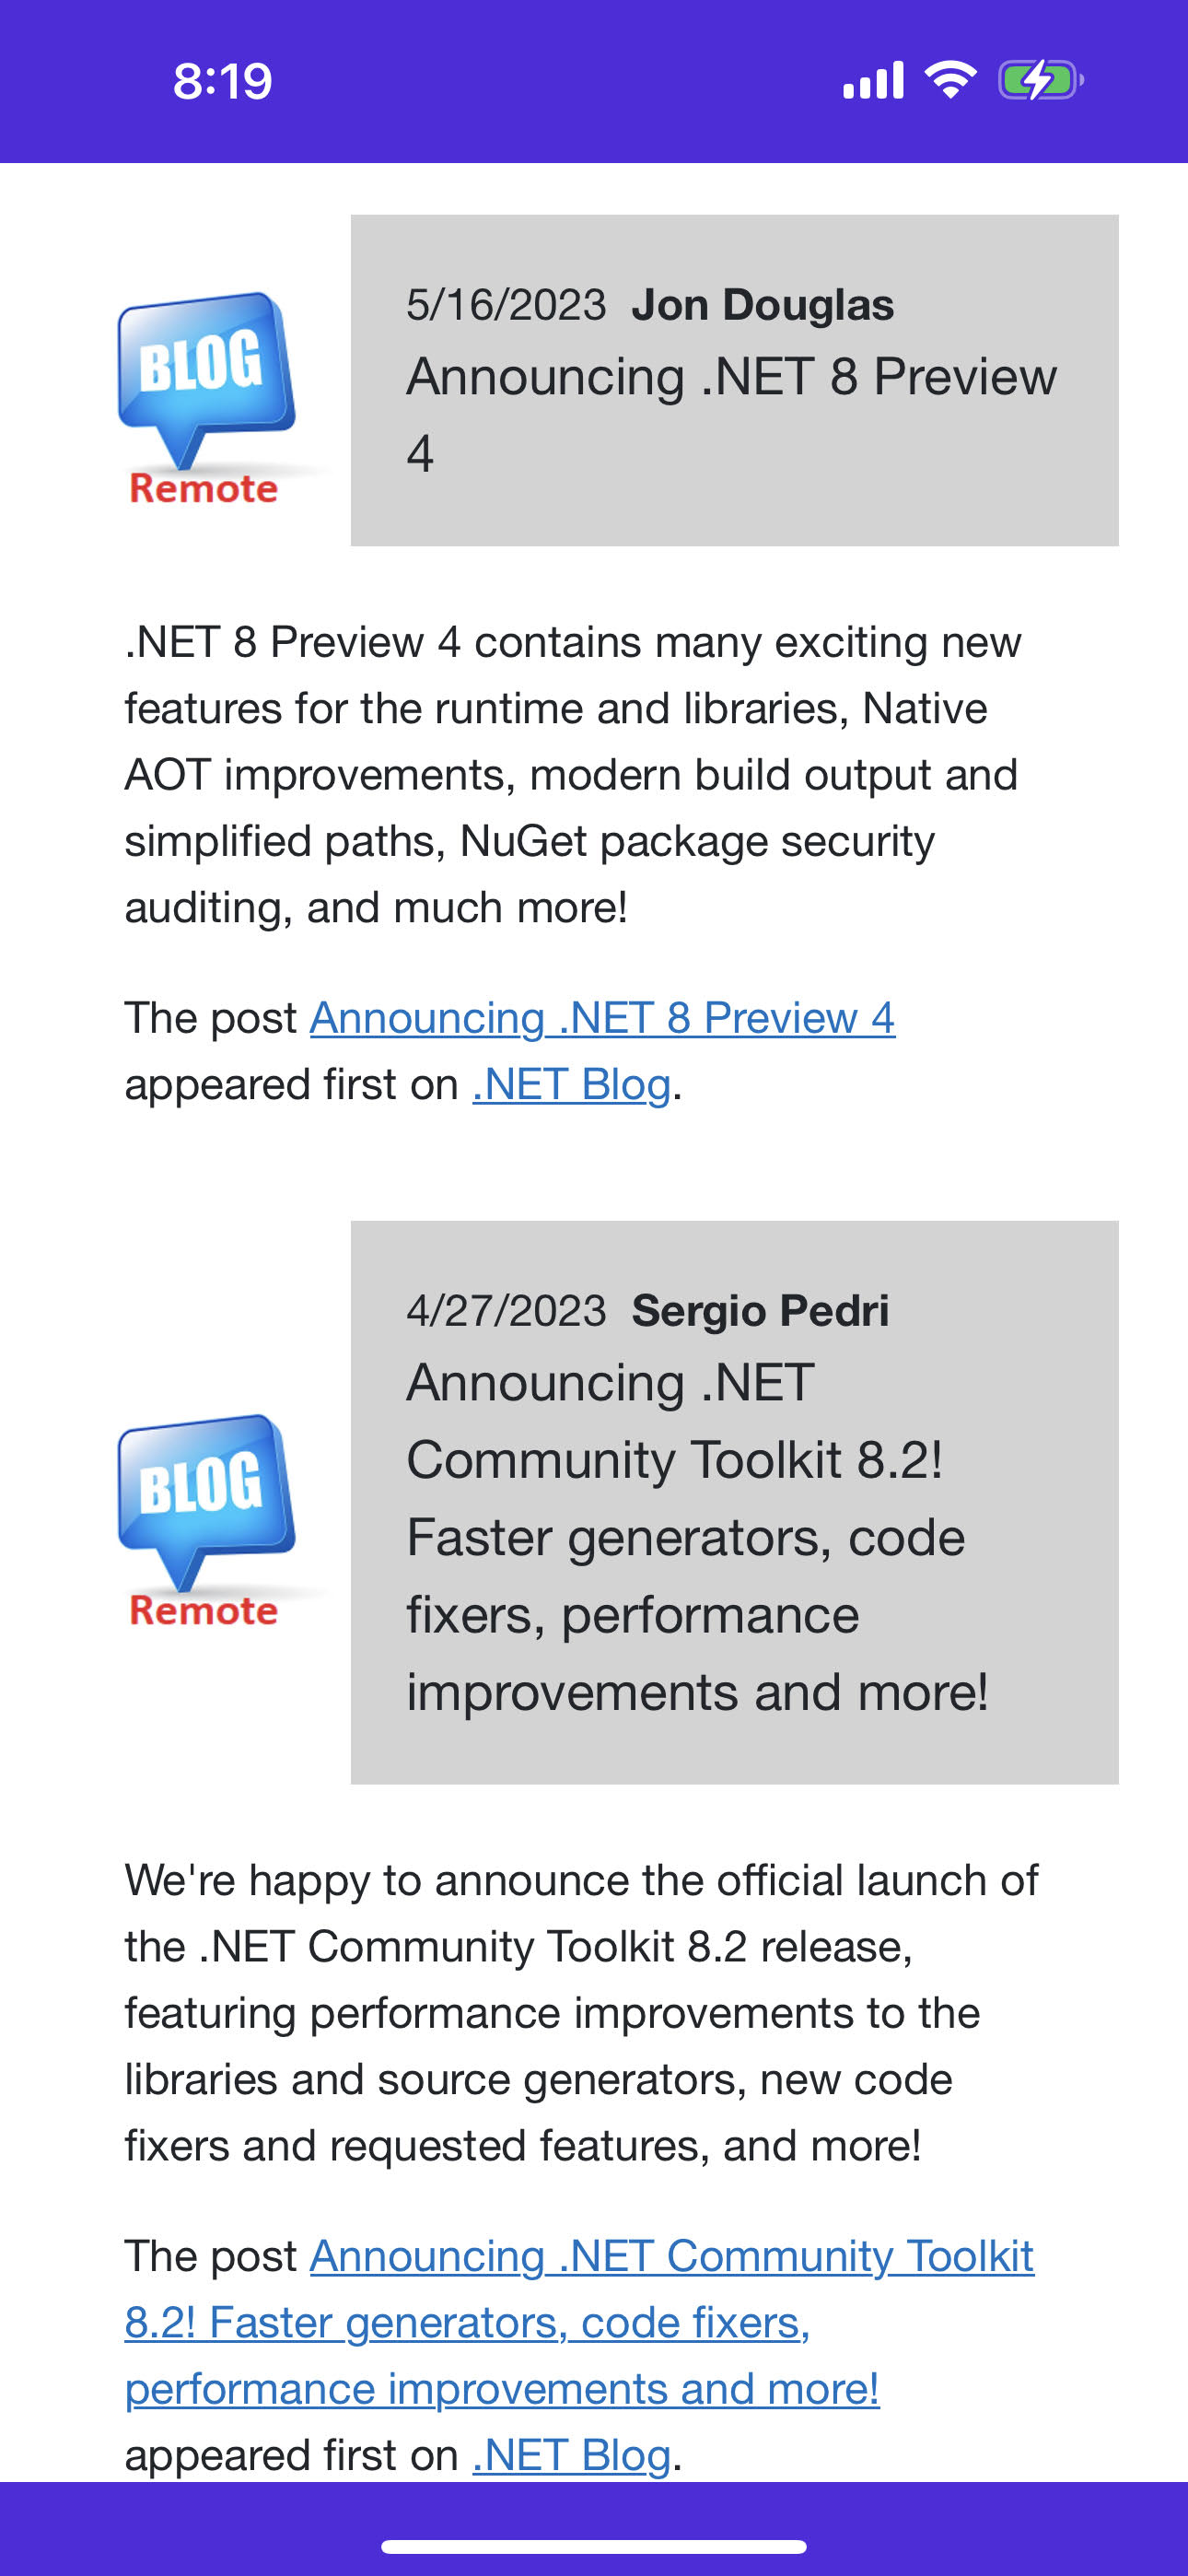 8:19
5/16/2023 Jon Douglas
BLOG
Announcing .NET 8 Preview
4
Remote
.NET 8 Preview 4 contains many exciting new
features for the runtime and libraries, Native
AOT improvements, modern build output and
simplified paths, NuGet package security
auditing, and much more!
The post Announcing .NET 8 Preview 4
appeared first on .NET Blog.
4/27/2023 Sergio Pedri
Announcing .NET
Community Toolkit 8.2!
BLOG
Faster generators, code
fixers, performance
Remote
improvements and more!
We're happy to announce the official launch of
the .NET Community Toolkit 8.2 release,
featuring performance improvements to the
libraries and source generators, new code
fixers and requested features, and more!
The post Announcing .NET Community Toolkit
8.2! Faster generators, code fixers,
performance improvements and more!
appeared first on .NET Blog.